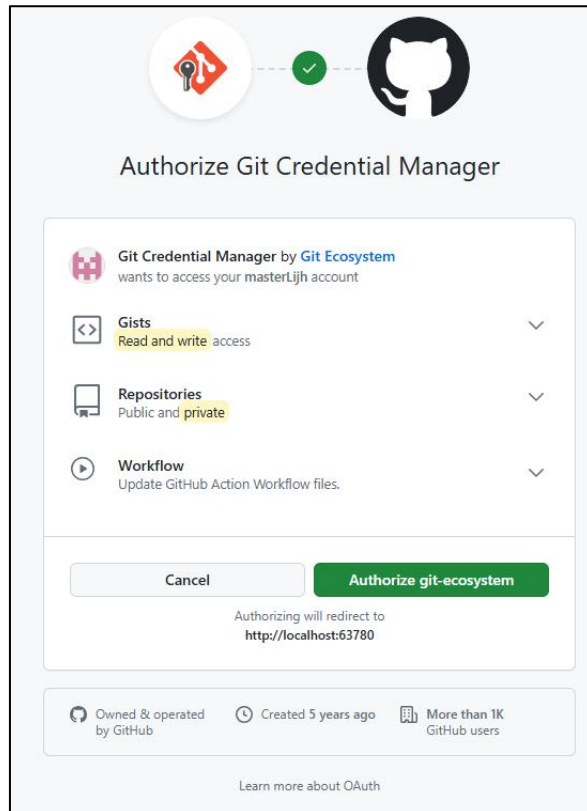 Authorize Git Credential Manager
Git Credential Manager by Git Ecosystem
wants to access your masterLijh account
Gists
Read and write access
Repositories
Public and private
Workflow
Update GitHub Action Workflow files.
Cancel
Authorize git-ecosystem
Authorizing will redirect to
http://localhost:63780
Owned & operated
by GitHub
Created 5 years ago
More than 1K
GitHub users
Learn more about OAuth